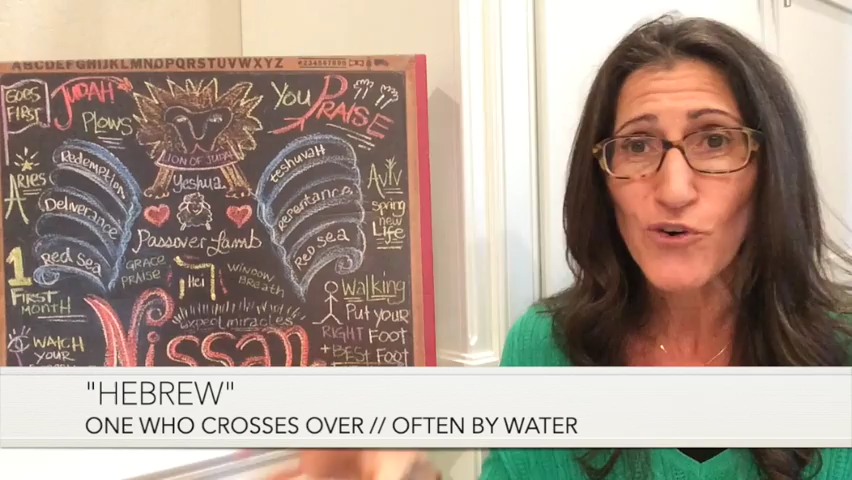 ABCDEFGHIJKLMNOPQRSTUVWXYZ
GOES
FIRST
JUDAH
PLOWS
LION OF JUDAH
YOU
PRAISE
Yeshua
Aries
Redemption
Deliverance
Red Sea
teshuvah
repentance
Red Sea
AViV
spring
new
Life
Passover Lamb
GRACE
PRAISE
Hei
WINDOW
BREATH
1
FIRST
MONTH
expect miracles
Nissan
WALKING
PUT YOUR
RIGHT FOOT
+ BEST FOOT
WATCH
YOUR
"HEBREW"
ONE WHO CROSSES OVER // OFTEN BY WATER